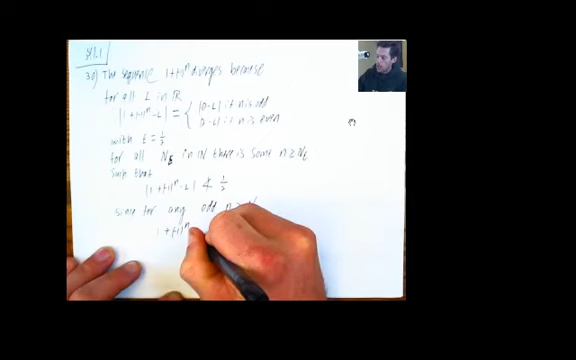 §11.1
3d) The sequence 1+(-1)^n diverges because
for all L in ℝ
|1+(-1)^n - L| = { |0-L| if n is odd
|2-L| if n is even
with ε = 1/2
for all N_ε in ℕ there is some n ≥ N_ε
such that
|1+(-1)^n - L| ≮ 1/2
since for any odd n ≥ N
1+(-1)^n